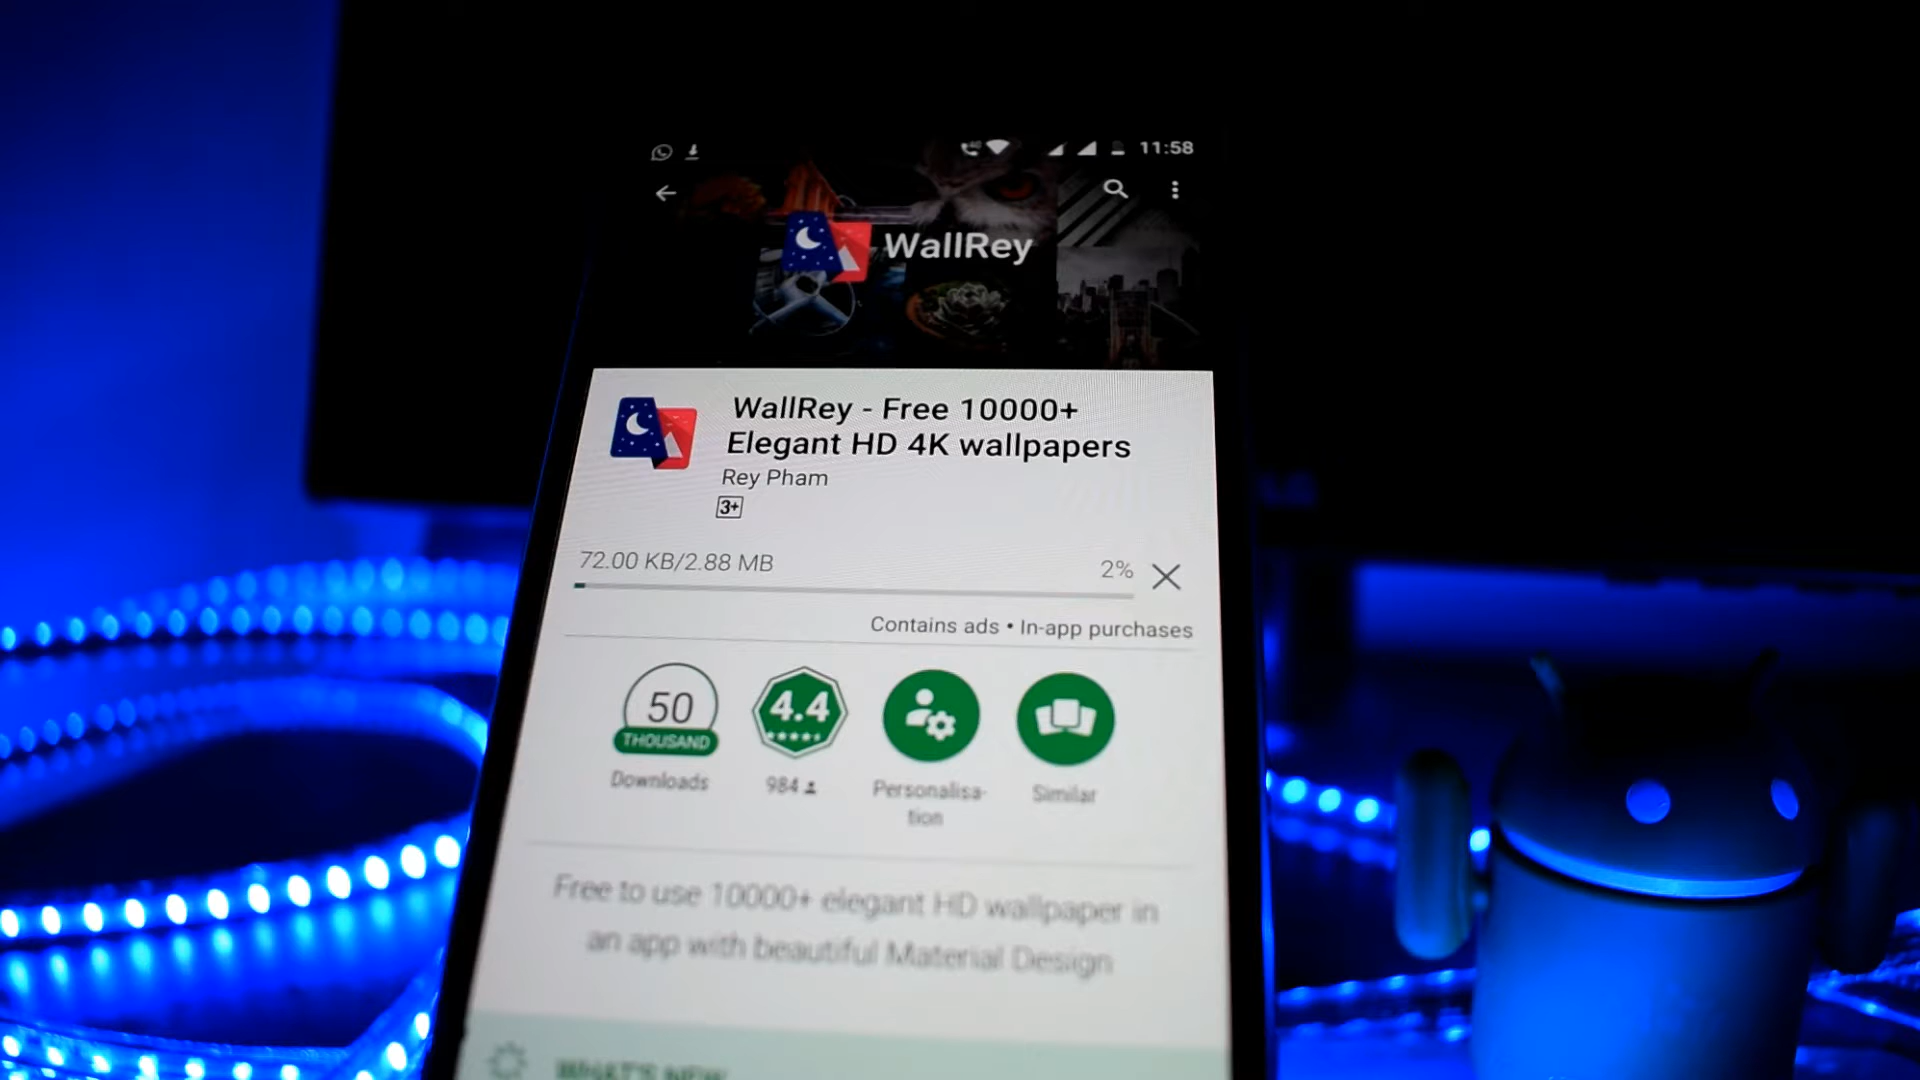 11:58
WallRey
WallRey - Free 10000+
Elegant HD 4K wallpapers
Rey Pham
3+
72.00 KB/2.88 MB
2%
Contains ads • In-app purchases
50
THOUSAND
4.4
Downloads
984
Personalisa-
tion
Similar
Free to use 10000+ elegant HD wallpaper in
an app with beautiful Material Design
WHAT'S NEW